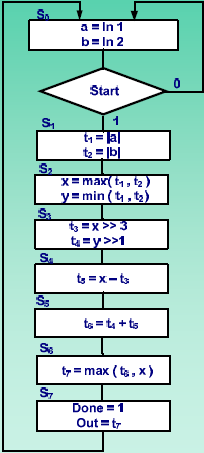 S₀
a = In 1
b = In 2
Start
0
1
S₁
t₁ = |a|
t₂ = |b|
S₂
x = max( t₁ , t₂ )
y = min ( t₁ , t₂ )
S₃
t₃ = x >> 3
t₄ = y >>1
S₄
t₅ = x – t₃
S₅
t₆ = t₄ + t₅
S₆
t₇ = max ( t₆ , x )
S₇
Done = 1
Out = t₇